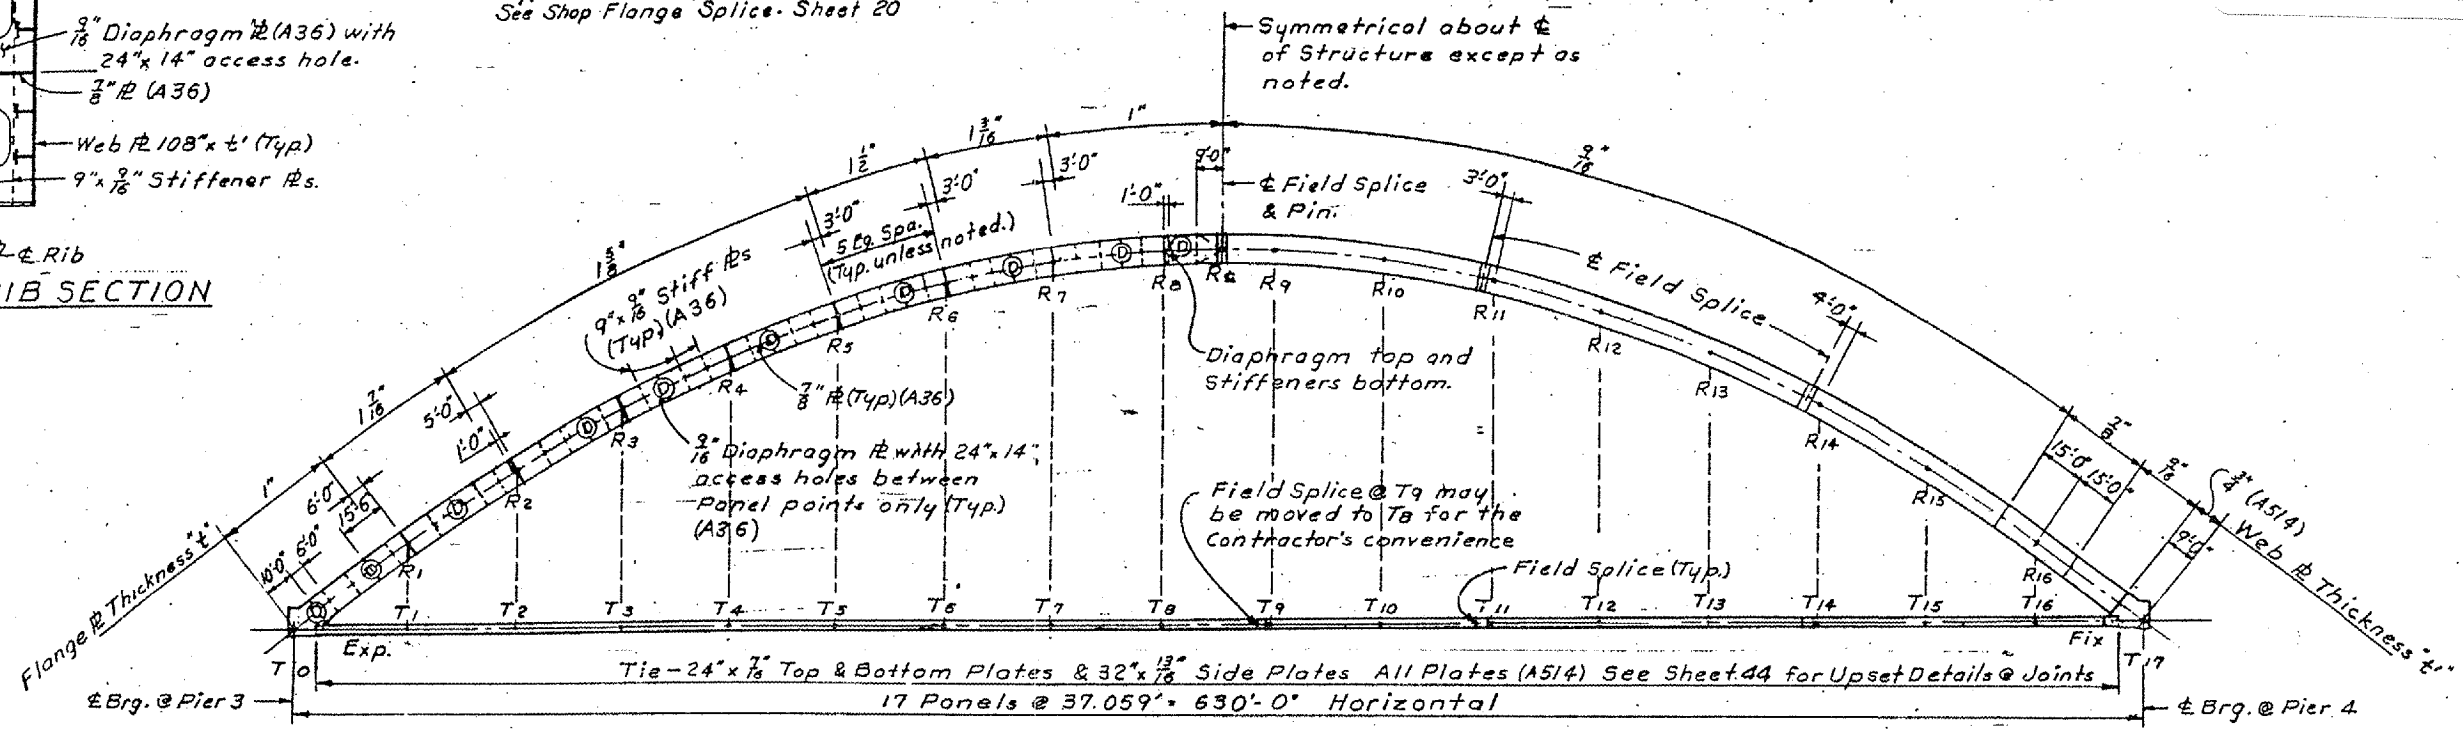 See Shop Flange Splice. Sheet 20
9/16" Diaphragm ⅊ (A36) with
24"x 14" access hole.
7/8" ⅊ (A36)
Web ⅊ 108" x t' (Typ.)
9"x 9/16" Stiffener ⅊s.
℄ Rib
RIB SECTION
Symmetrical about ℄
of Structure except as
noted.
1"
1 7/16"
1 5/8"
1 1/2"
1 3/16"
1"
9/16"
5'-0"
1'-0"
3'-0"
3'-0"
3'-0"
1'-0"
9'-0"
3'-0"
4'-0"
℄ Field Splice
& Pin.
5 Eq. Spa.
(Typ. unless noted.)
9"x 9/16" Stiff ⅊s
(Typ.)(A36)
℄ Field Splice
Diaphragm top and
Stiffeners bottom.
7/8" ⅊ (Typ.)(A36)
9/16" Diaphragm ⅊ with 24"x 14"
access holes between
Panel points only (Typ.)
(A36)
Field Splice @ T9 may
be moved to T8 for the
Contractor's convenience
Field Splice (Typ.)
10'-0"
6'-0"
6'-0"
15'-6"
15'-0"
15'-0"
9'-0"
9/16"
3/4" (A514)
Flange ⅊ Thickness "t"
Web ⅊ Thickness "t'"
D D D D D D D D D D
R1 R2 R3 R4 R5 R6 R7 R8 R℄ R9 R10 R11 R12 R13 R14 R15 R16
T0 T1 T2 T3 T4 T5 T6 T7 T8 T9 T10 T11 T12 T13 T14 T15 T16 T17
Exp.
Fix
Tie-24"x 7/8" Top & Bottom Plates & 32"x 13/16" Side Plates All Plates (A514) See Sheet 44 for Upset Details @ Joints
17 Panels @ 37.059' = 630'-0" Horizontal
℄ Brg. @ Pier 3
℄ Brg. @ Pier 4